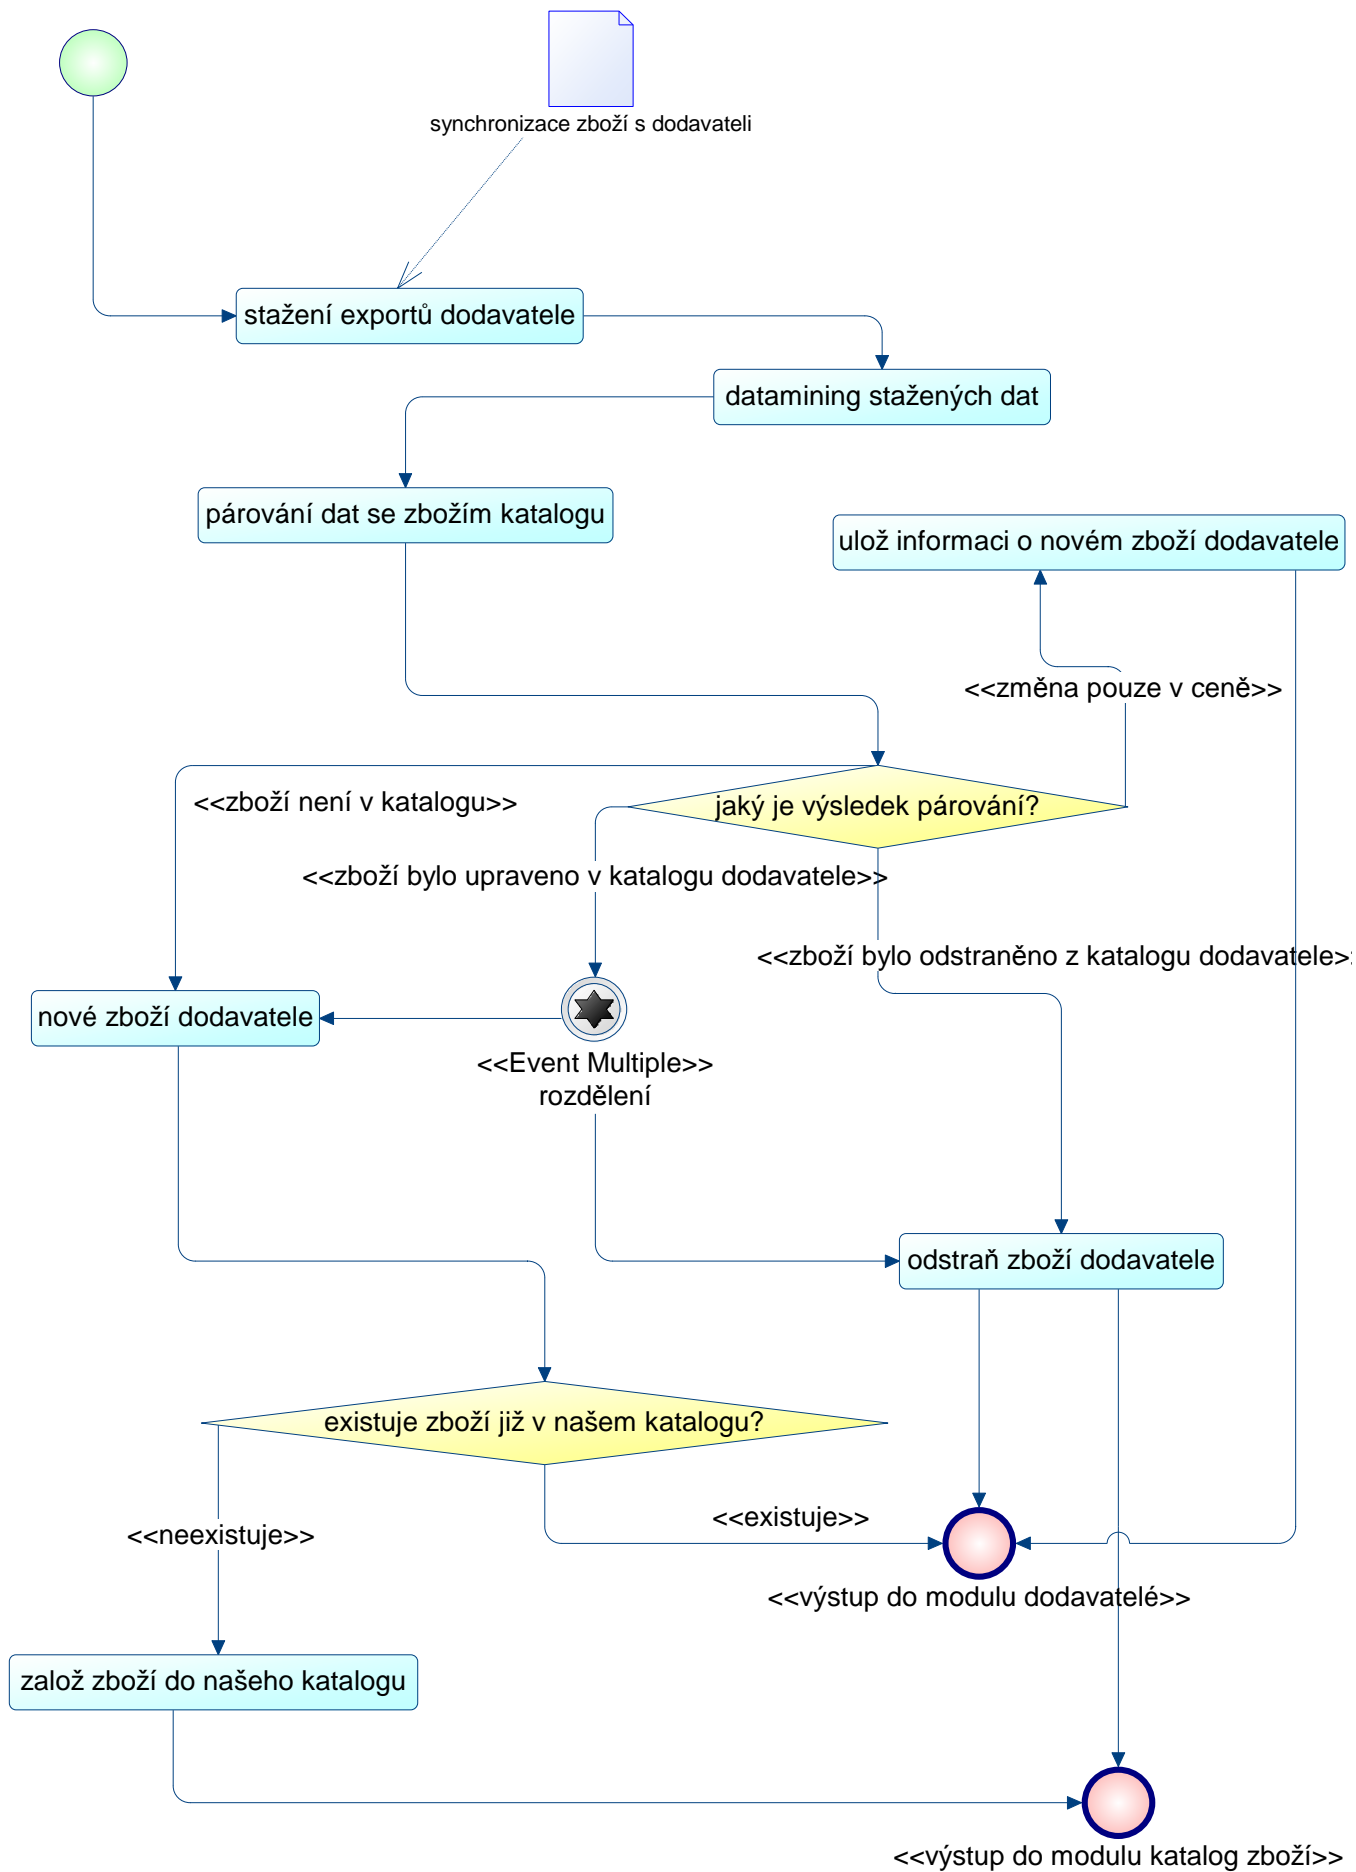 synchronizace zboží s dodavateli
stažení exportů dodavatele
datamining stažených dat
párování dat se zbožím katalogu
ulož informaci o novém zboží dodavatele
<<změna pouze v ceně>>
<<zboží není v katalogu>>
jaký je výsledek párování?
<<zboží bylo upraveno v katalogu dodavatele>>
<<zboží bylo odstraněno z katalogu dodavatele>
nové zboží dodavatele
<<Event Multiple>>
rozdělení
odstraň zboží dodavatele
existuje zboží již v našem katalogu?
<<existuje>>
<<neexistuje>>
<<výstup do modulu dodavatelé>>
založ zboží do našeho katalogu
<<výstup do modulu katalog zboží>>